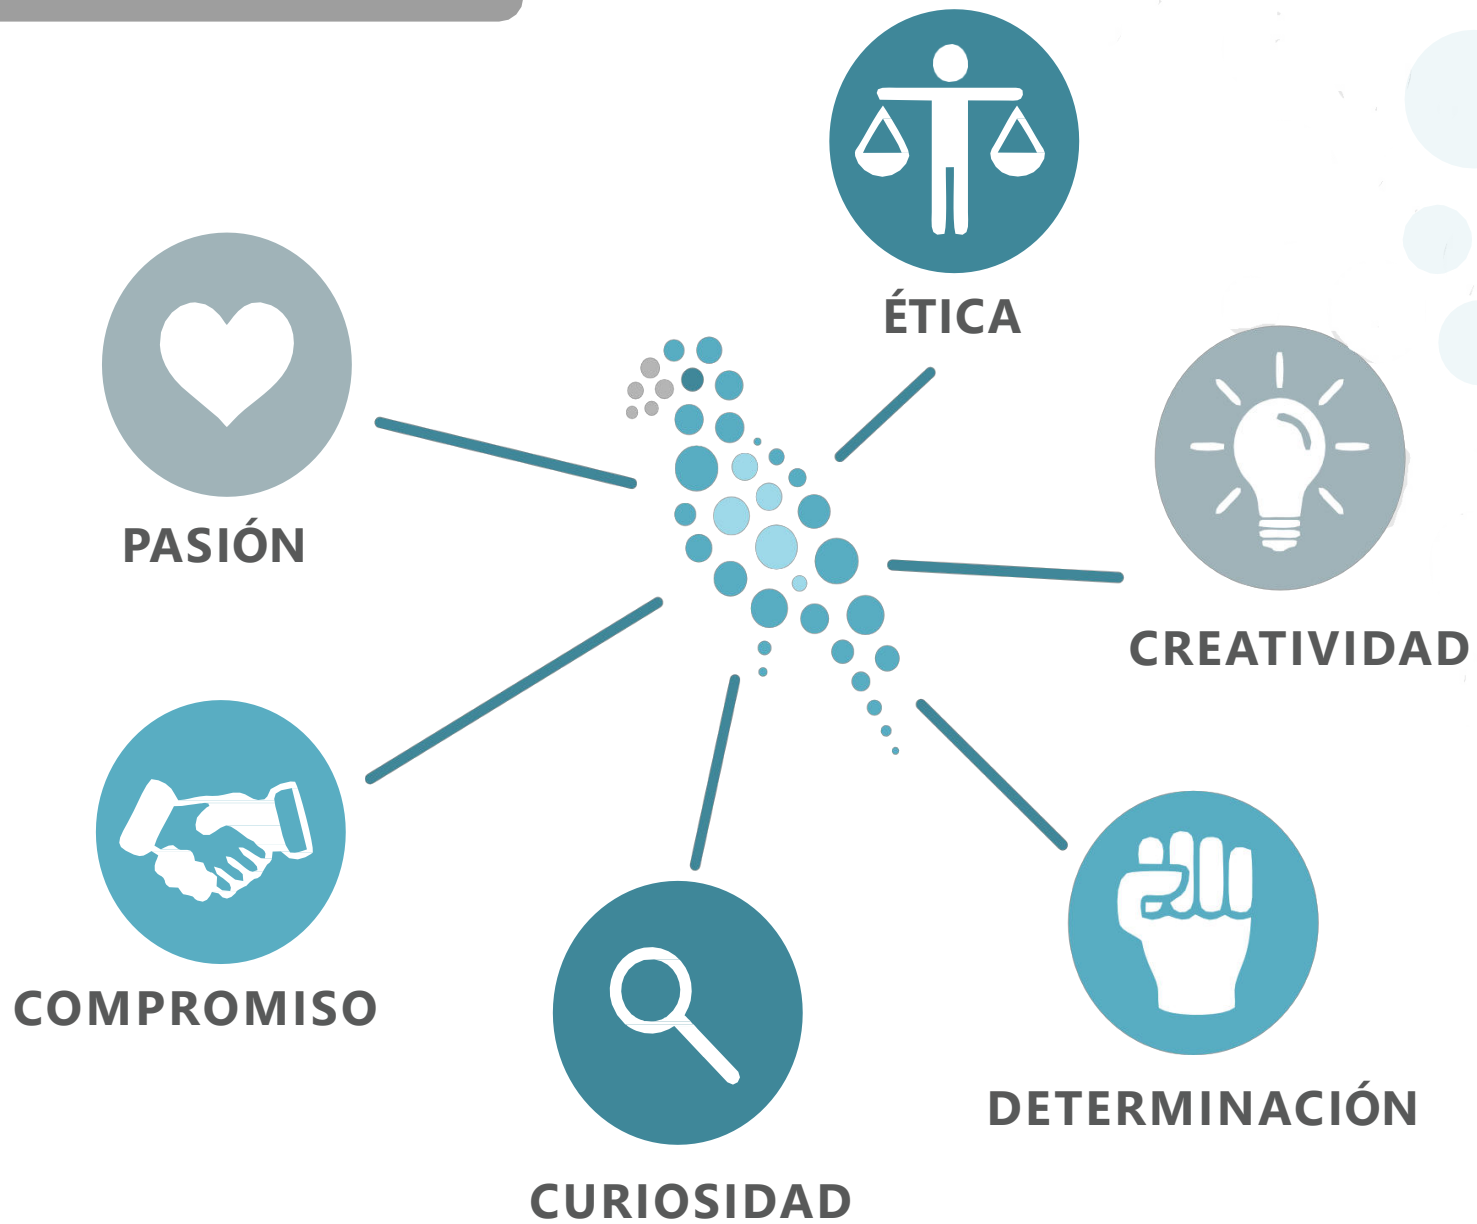 ÉTICA
PASIÓN
CREATIVIDAD
COMPROMISO
DETERMINACIÓN
CURIOSIDAD